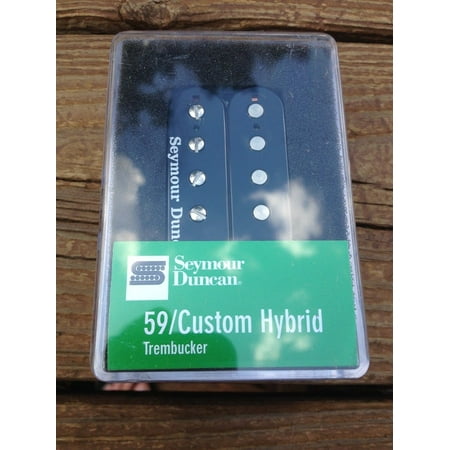 Seymour Dunc
Seymour
Duncan®
59/Custom Hybrid
Trembucker